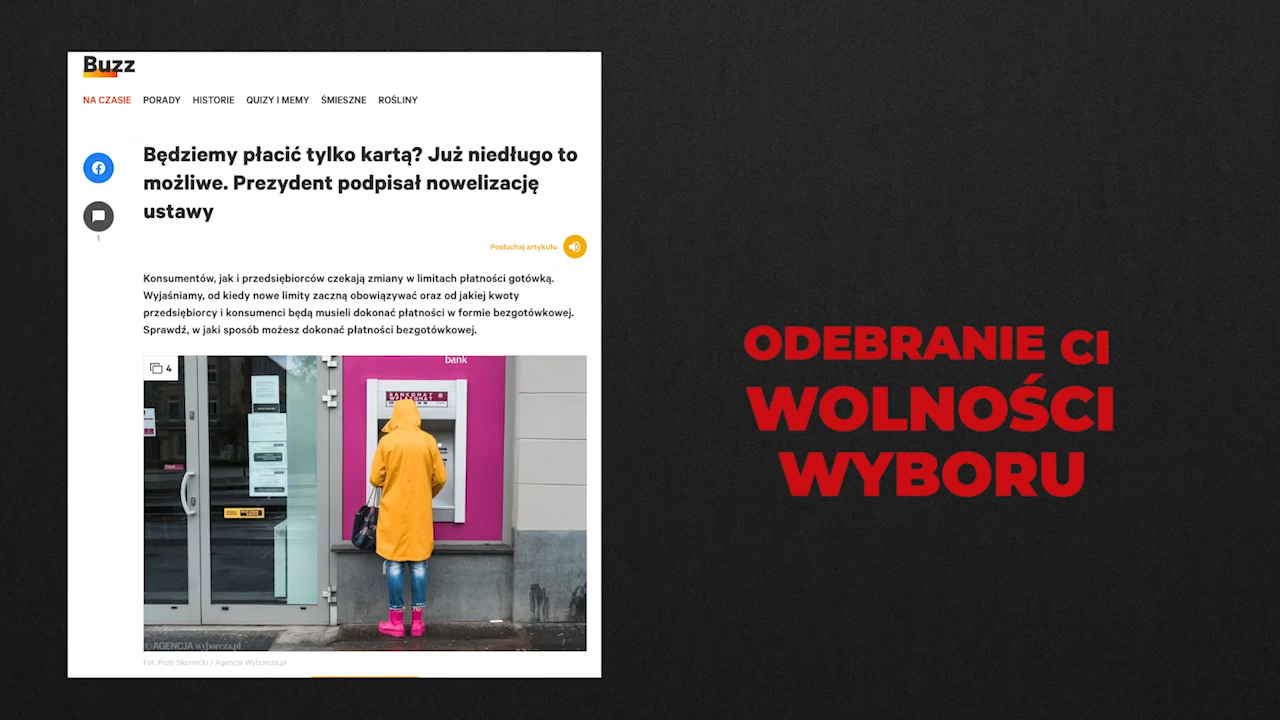 Buzz
NA CZASIE PORADY HISTORIE QUIZY I MEMY ŚMIESZNE ROŚLINY
Będziemy płacić tylko kartą? Już niedługo to
możliwe. Prezydent podpisał nowelizację
ustawy
1
Posłuchaj artykułu
Konsumentów, jak i przedsiębiorców czekają zmiany w limitach płatności gotówką.
Wyjaśniamy, od kiedy nowe limity zaczną obowiązywać oraz od jakiej kwoty
przedsiębiorcy i konsumenci będą musieli dokonać płatności w formie bezgotówkowej.
Sprawdź, w jaki sposób możesz dokonać płatności bezgotówkowej.
4
bank
BANKOMAT
©AGENCJA wyborcza.pl
Fot. Piotr Skornicki / Agencja Wyborcza.pl
ODEBRANIE CI
WOLNOŚCI
WYBORU